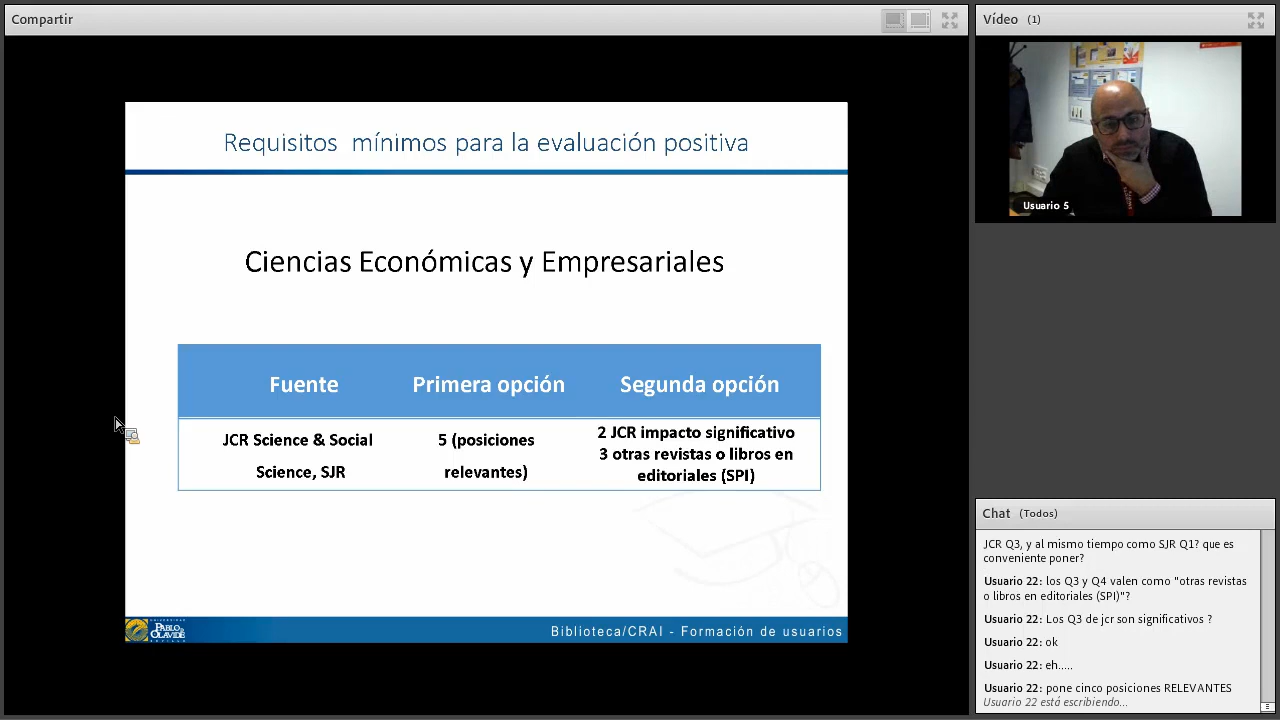 Compartir
Requisitos mínimos para la evaluación positiva
Ciencias Económicas y Empresariales
Fuente
Primera opción
Segunda opción
JCR Science & Social
Science, SJR
5 (posiciones
relevantes)
2 JCR impacto significativo
3 otras revistas o libros en
editoriales (SPI)
PABLO DE
OLAVIDE
Biblioteca/CRAI - Formación de usuarios
Vídeo (1)
Usuario 5
Chat (Todos)
JCR Q3, y al mismo tiempo como SJR Q1? que es
conveniente poner?
Usuario 22: los Q3 y Q4 valen como "otras revistas
o libros en editoriales (SPI)"?
Usuario 22: Los Q3 de jcr son significativos ?
Usuario 22: ok
Usuario 22: eh.....
Usuario 22: pone cinco posiciones RELEVANTES
Usuario 22 está escribiendo...